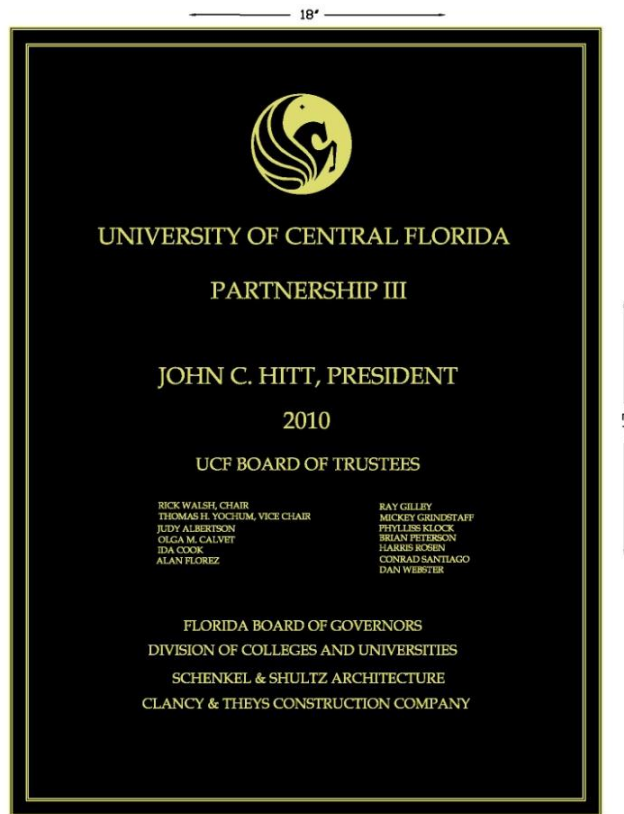 18"
UNIVERSITY OF CENTRAL FLORIDA
PARTNERSHIP III
JOHN C. HITT, PRESIDENT
2010
UCF BOARD OF TRUSTEES
RICK WALSH, CHAIR
THOMAS H. YOCHUM, VICE CHAIR
JUDY ALBERTSON
OLGA M. CALVET
IDA COOK
ALAN FLOREZ
RAY GILLEY
MICKEY GRINDSTAFF
PHYLLISS KLOCK
BRIAN PETERSON
HARRIS ROSEN
CONRAD SANTIAGO
DAN WEBSTER
FLORIDA BOARD OF GOVERNORS
DIVISION OF COLLEGES AND UNIVERSITIES
SCHENKEL & SHULTZ ARCHITECTURE
CLANCY & THEYS CONSTRUCTION COMPANY